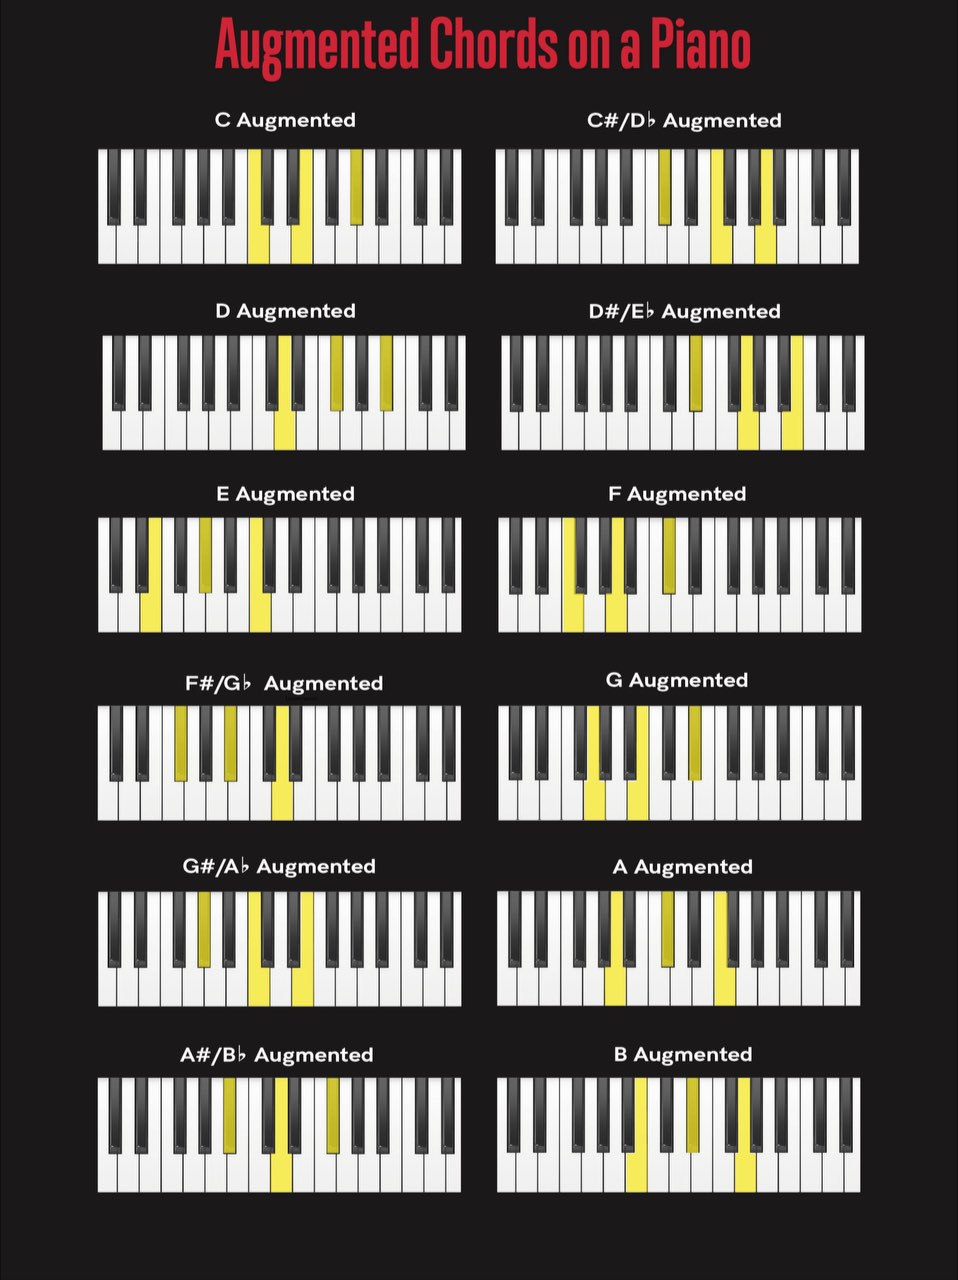 Augmented Chords on a Piano
C Augmented
C#/D♭ Augmented
D Augmented
D#/E♭ Augmented
E Augmented
F Augmented
F#/G♭ Augmented
G Augmented
G#/A♭ Augmented
A Augmented
A#/B♭ Augmented
B Augmented